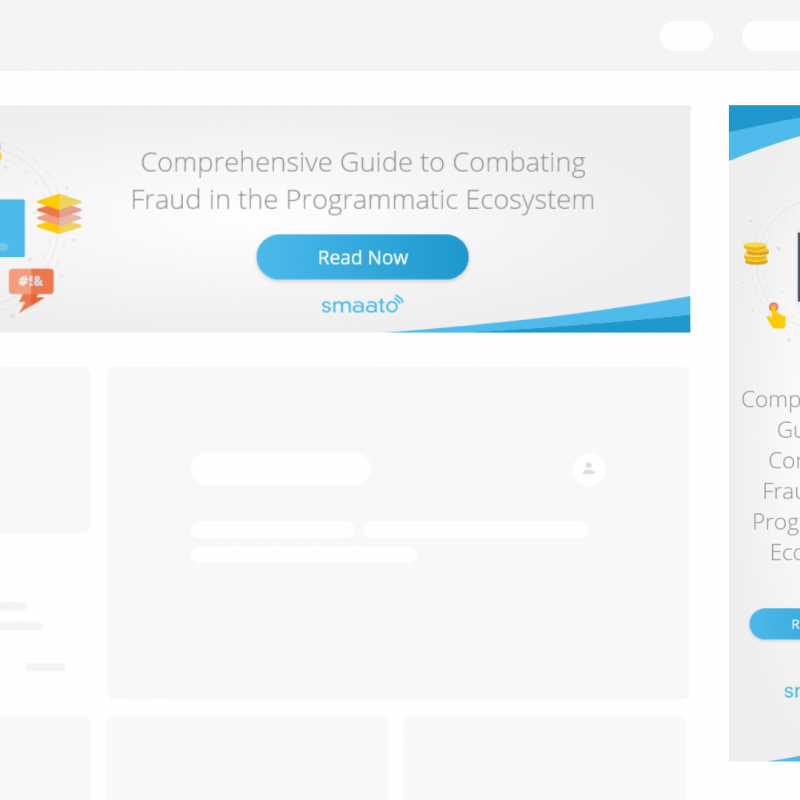 Comprehensive Guide to Combating
Fraud in the Programmatic Ecosystem
Read Now
smaato
#!&
Comp
Gu
Co
Frau
Prog
Eco
R
sm